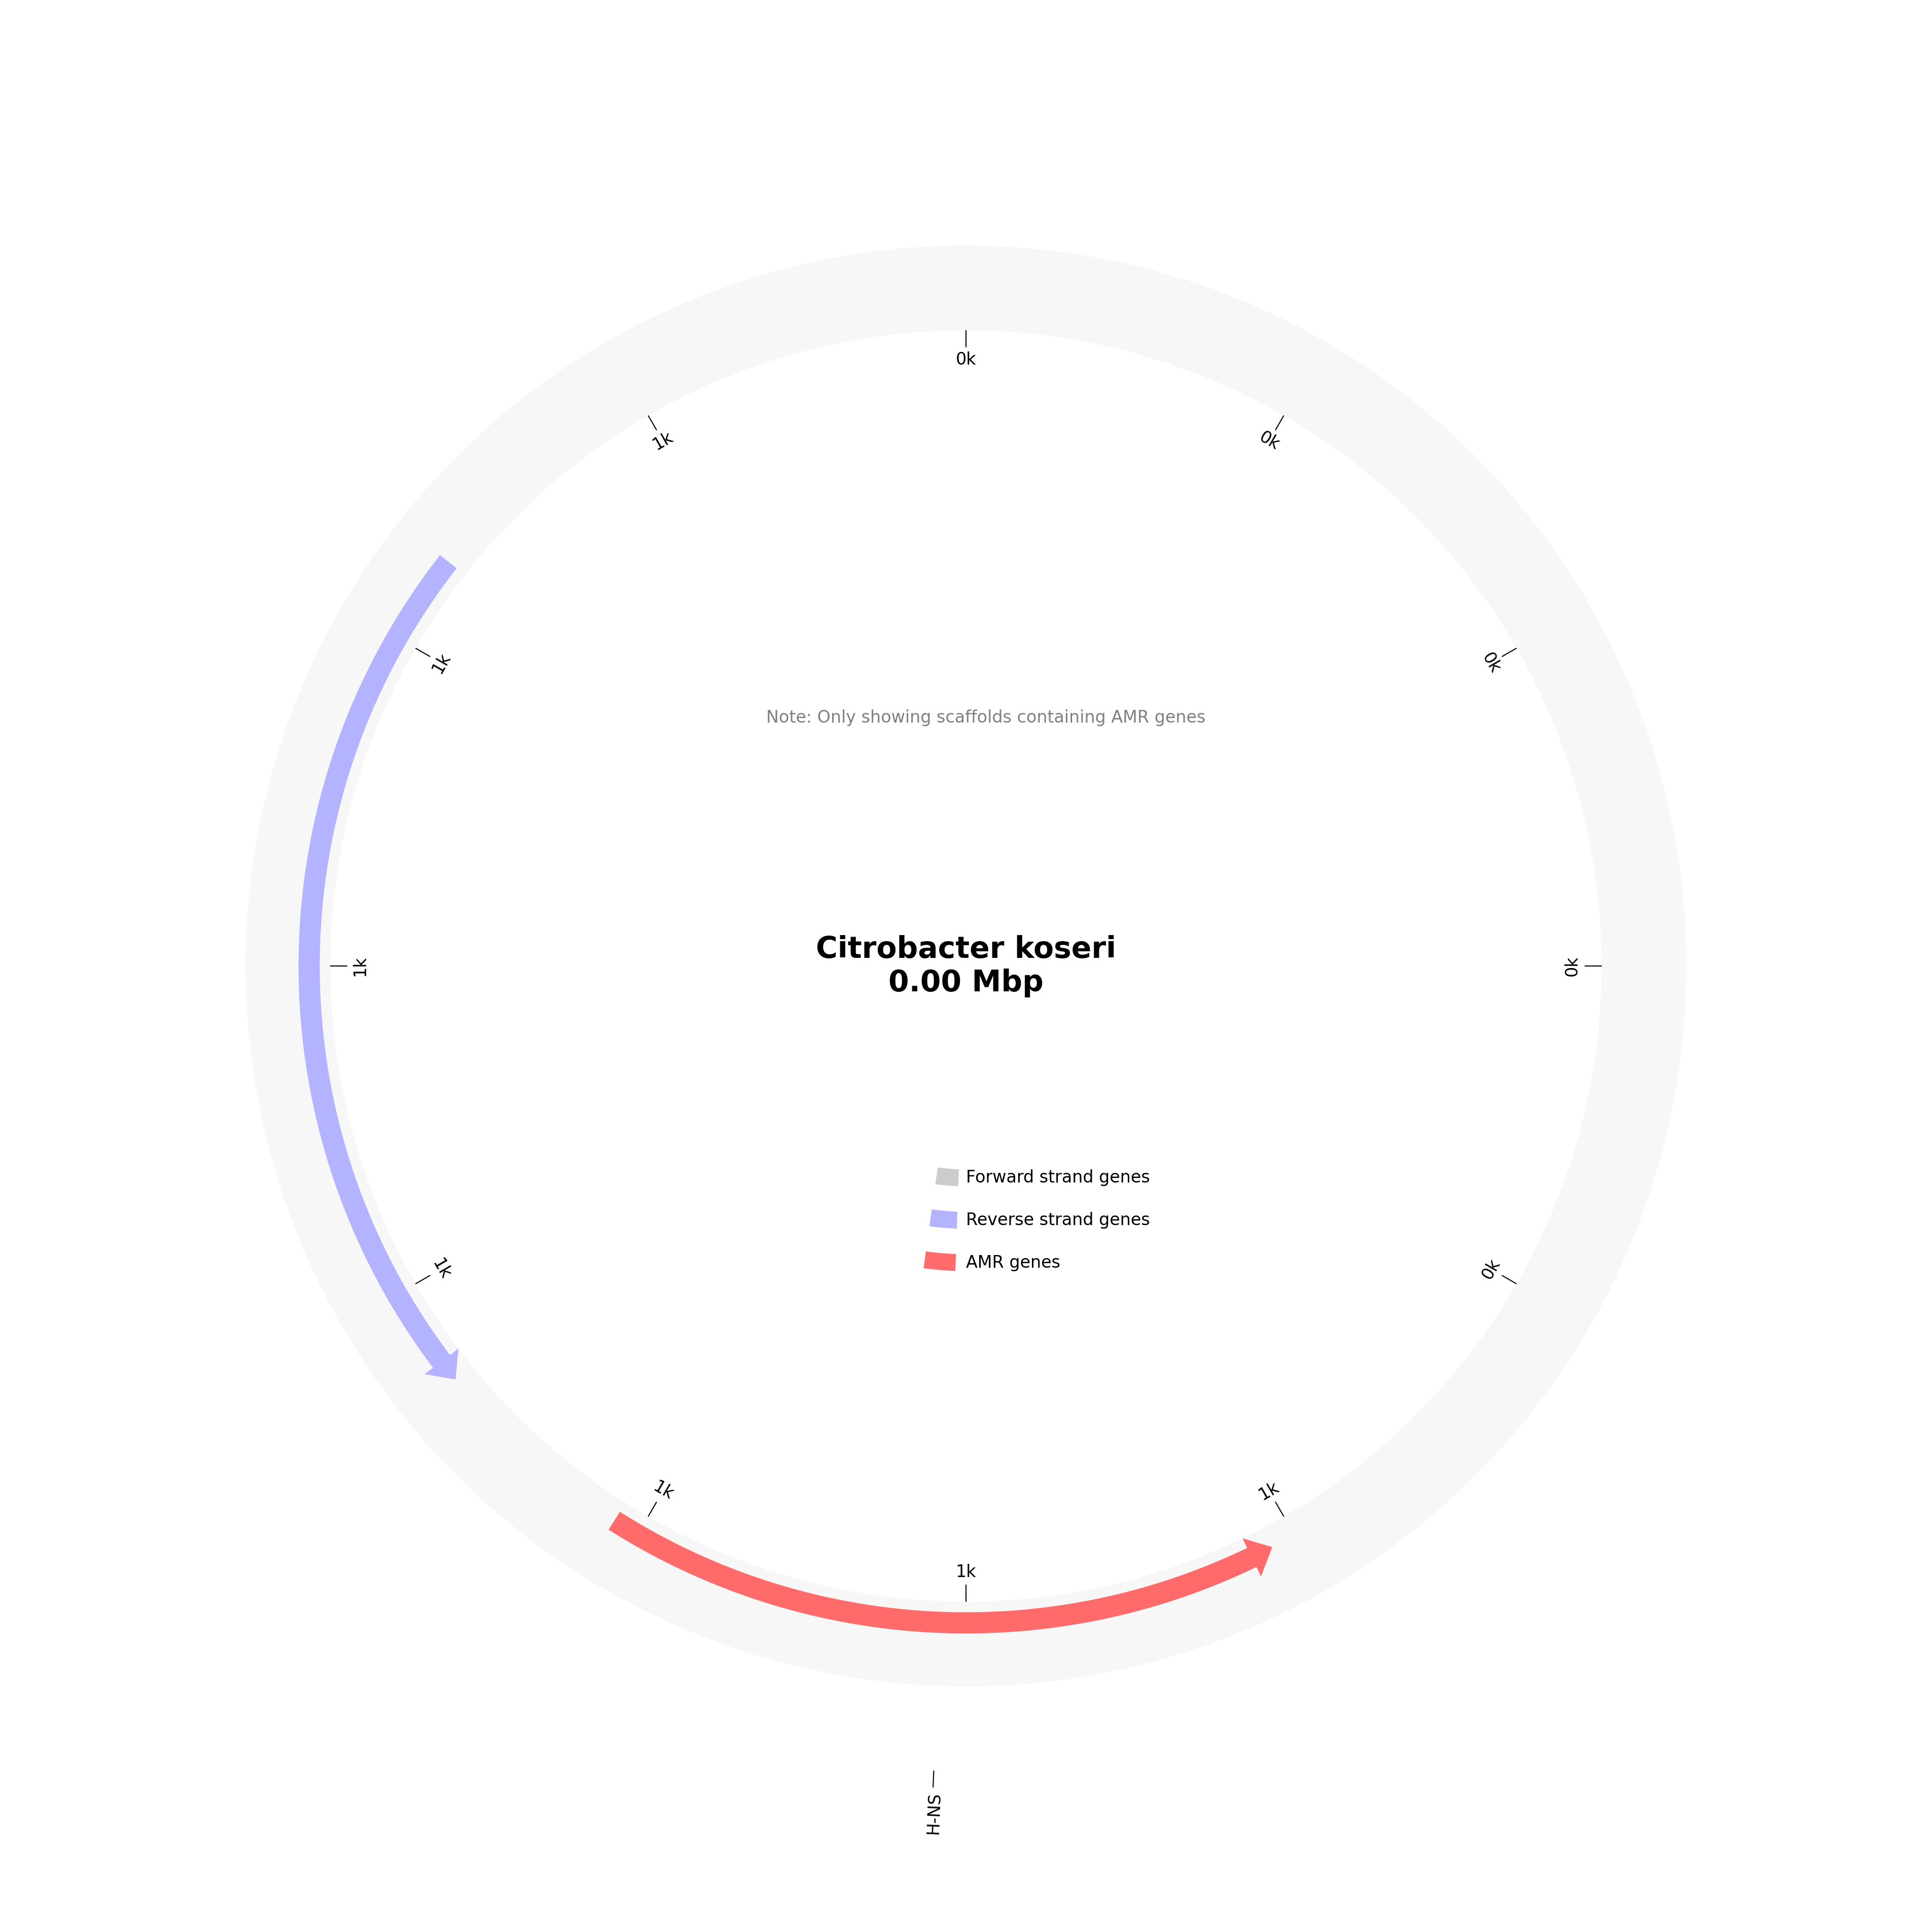 0k
1k
0k
1k
0k
Note: Only showing scaffolds containing AMR genes
Citrobacter koseri
0.00 Mbp
1k
0k
Forward strand genes
Reverse strand genes
AMR genes
1k
0k
1k
1k
1k
H-NS